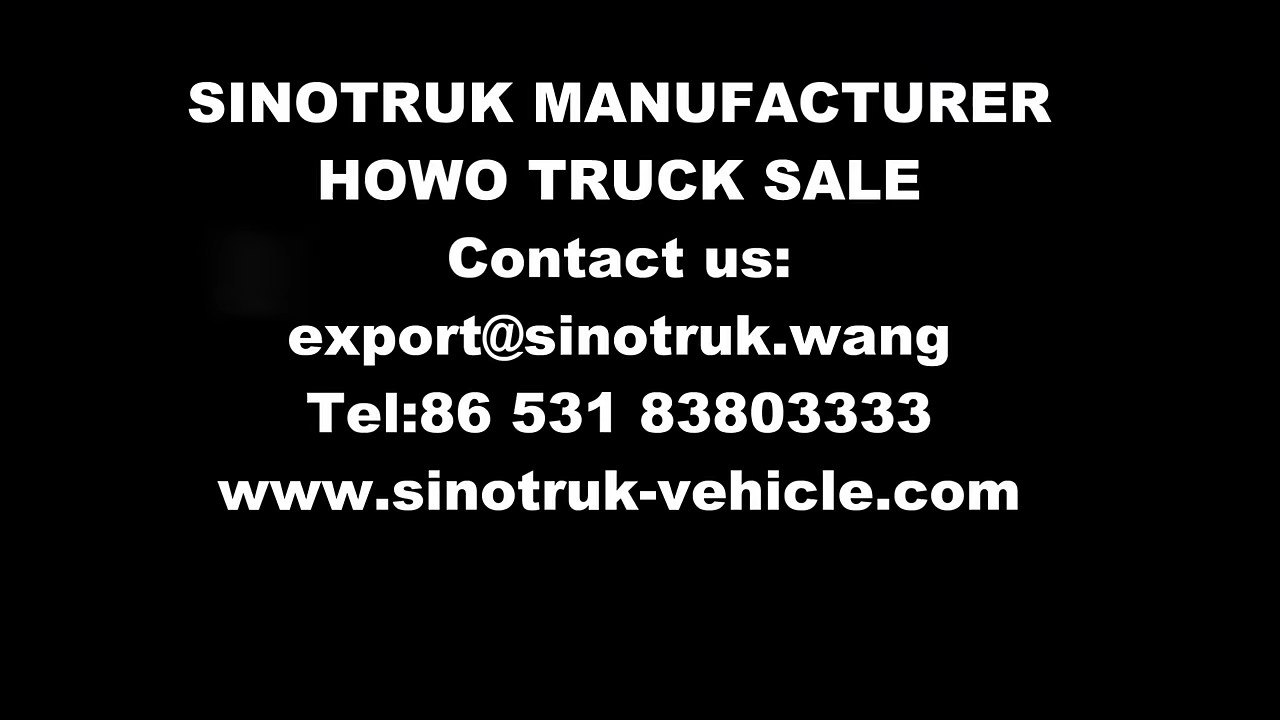 SINOTRUK MANUFACTURER
HOWO TRUCK SALE
Contact us:
export@sinotruk.wang
Tel:86 531 83803333
www.sinotruk-vehicle.com